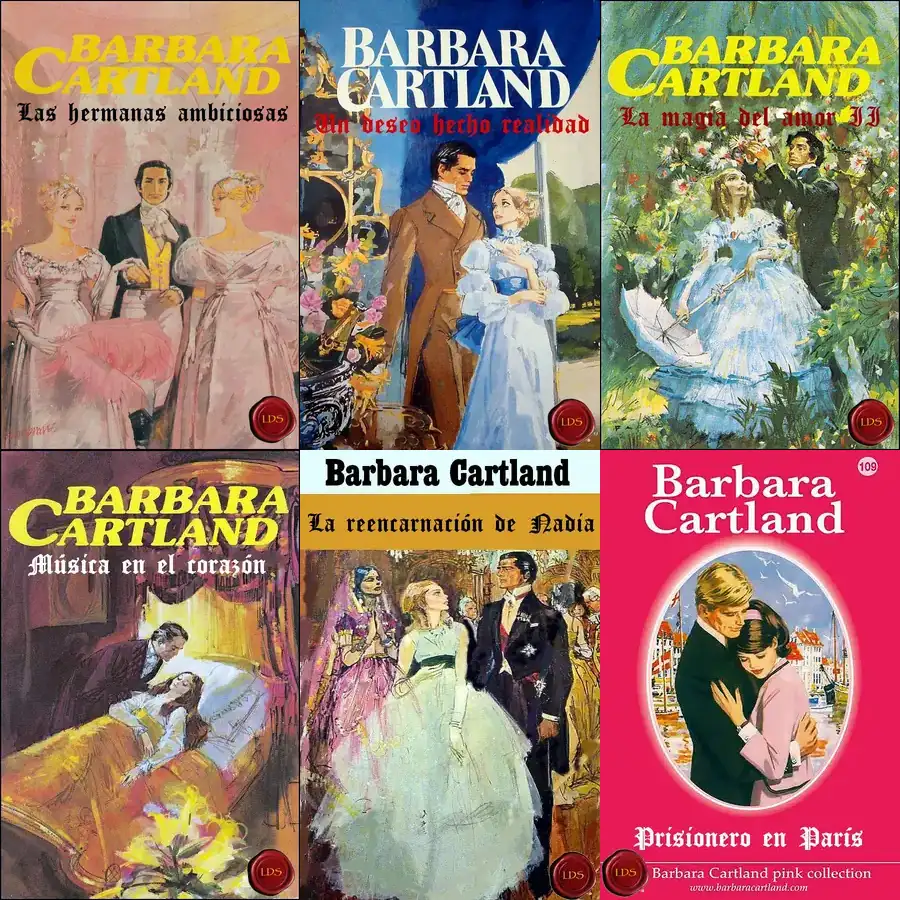 BARBARA
CARTLAND
Las hermanas ambiciosas
LDS
BARBARA
CARTLAND
Un deseo hecho realidad
LDS
BARBARA
CARTLAND
La magia del amor II
LDS
BARBARA
CARTLAND
Música en el corazón
LDS
Barbara Cartland
La reencarnación de Nadia
LDS
109
Barbara
Cartland
Prisionero en París
LDS
Barbara Cartland pink collection
www.barbaracartland.com